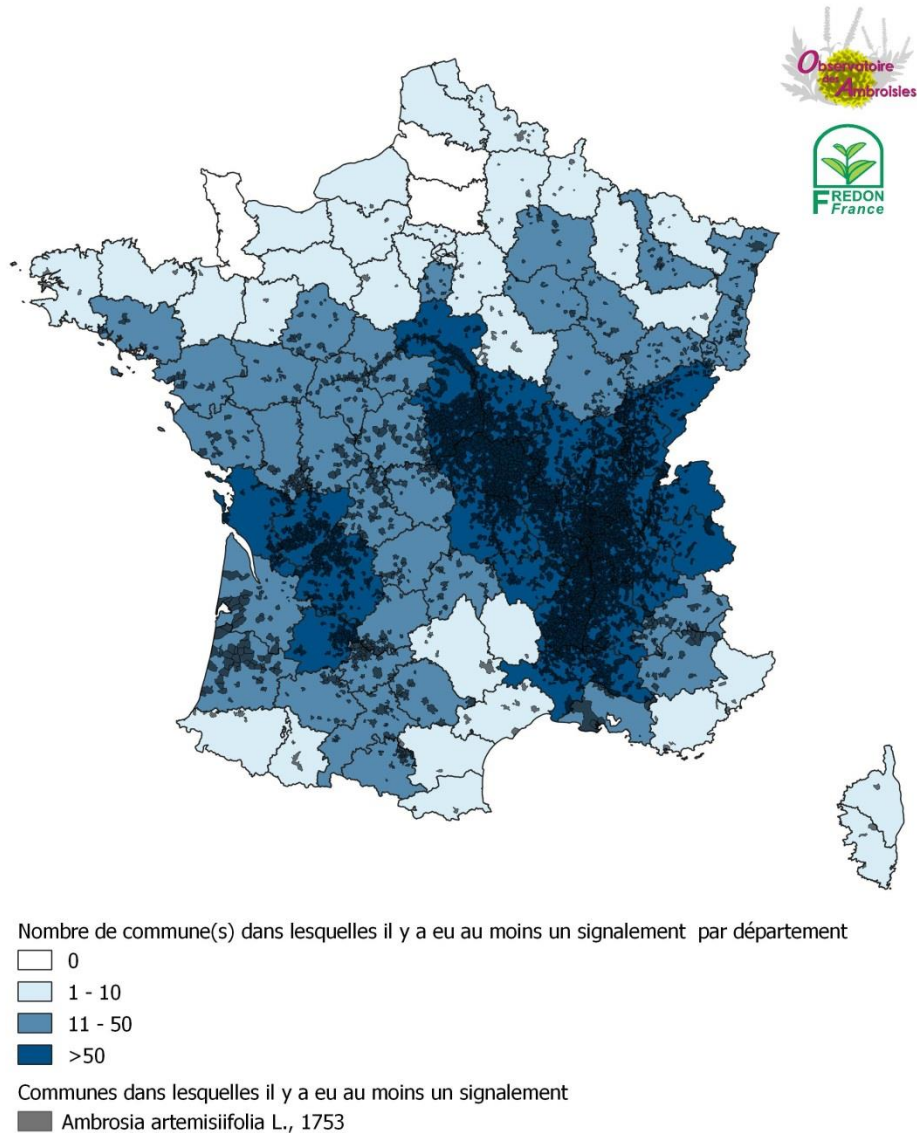 Observatoire
des
Ambroisies
FREDON
France
Nombre de commune(s) dans lesquelles il y a eu au moins un signalement par département
0
1 - 10
11 - 50
>50
Communes dans lesquelles il y a eu au moins un signalement
Ambrosia artemisiifolia L., 1753